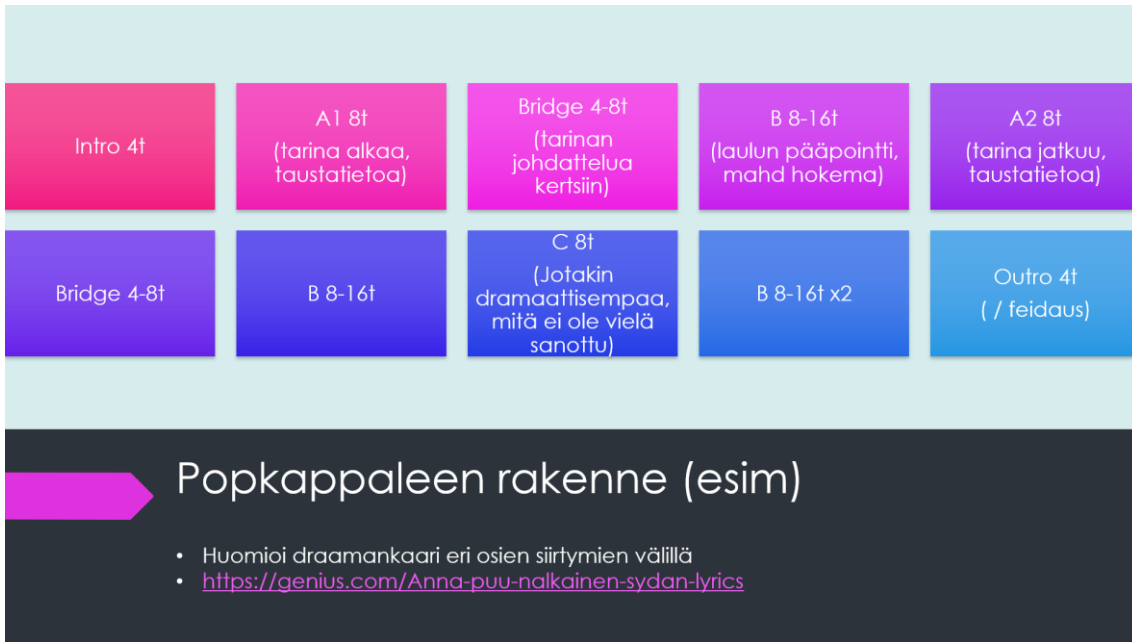 Intro 4t
A1 8t
(tarina alkaa,
taustatietoa)
Bridge 4-8t
(tarinan
johdattelua
kertsiin)
B 8-16t
(laulun pääpointti,
mahd hokema)
A2 8t
(tarina jatkuu,
taustatietoa)
Bridge 4-8t
B 8-16t
C 8t
(Jotakin
dramaattisempaa,
mitä ei ole vielä
sanottu)
B 8-16t x2
Outro 4t
( / feidaus)
Popkappaleen rakenne (esim)
• Huomioi draamankaari eri osien siirtymien välillä
• https://genius.com/Anna-puu-nalkainen-sydan-lyrics